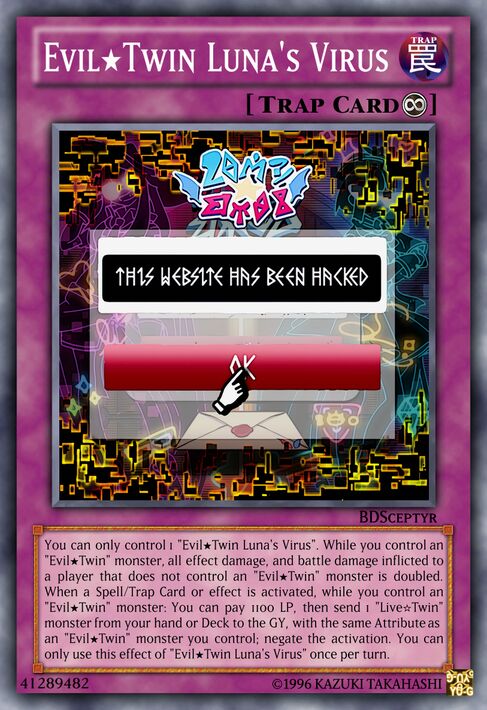 Evil★Twin Luna's Virus
TRAP
罠
[ Trap Card ∞ ]
TH1S WEBS1TE HAS BEEN HACKED
OK
BDSceptyr
You can only control 1 "Evil★Twin Luna's Virus". While you control an
"Evil★Twin" monster, all effect damage, and battle damage inflicted to
a player that does not control an "Evil★Twin" monster is doubled.
When a Spell/Trap Card or effect is activated, while you control an
"Evil★Twin" monster: You can pay 1100 LP, then send 1 "Live☆Twin"
monster from your hand or Deck to the GY, with the same Attribute as
an "Evil★Twin" monster you control; negate the activation. You can
only use this effect of "Evil★Twin Luna's Virus" once per turn.
41289482
©1996 KAZUKI TAKAHASHI